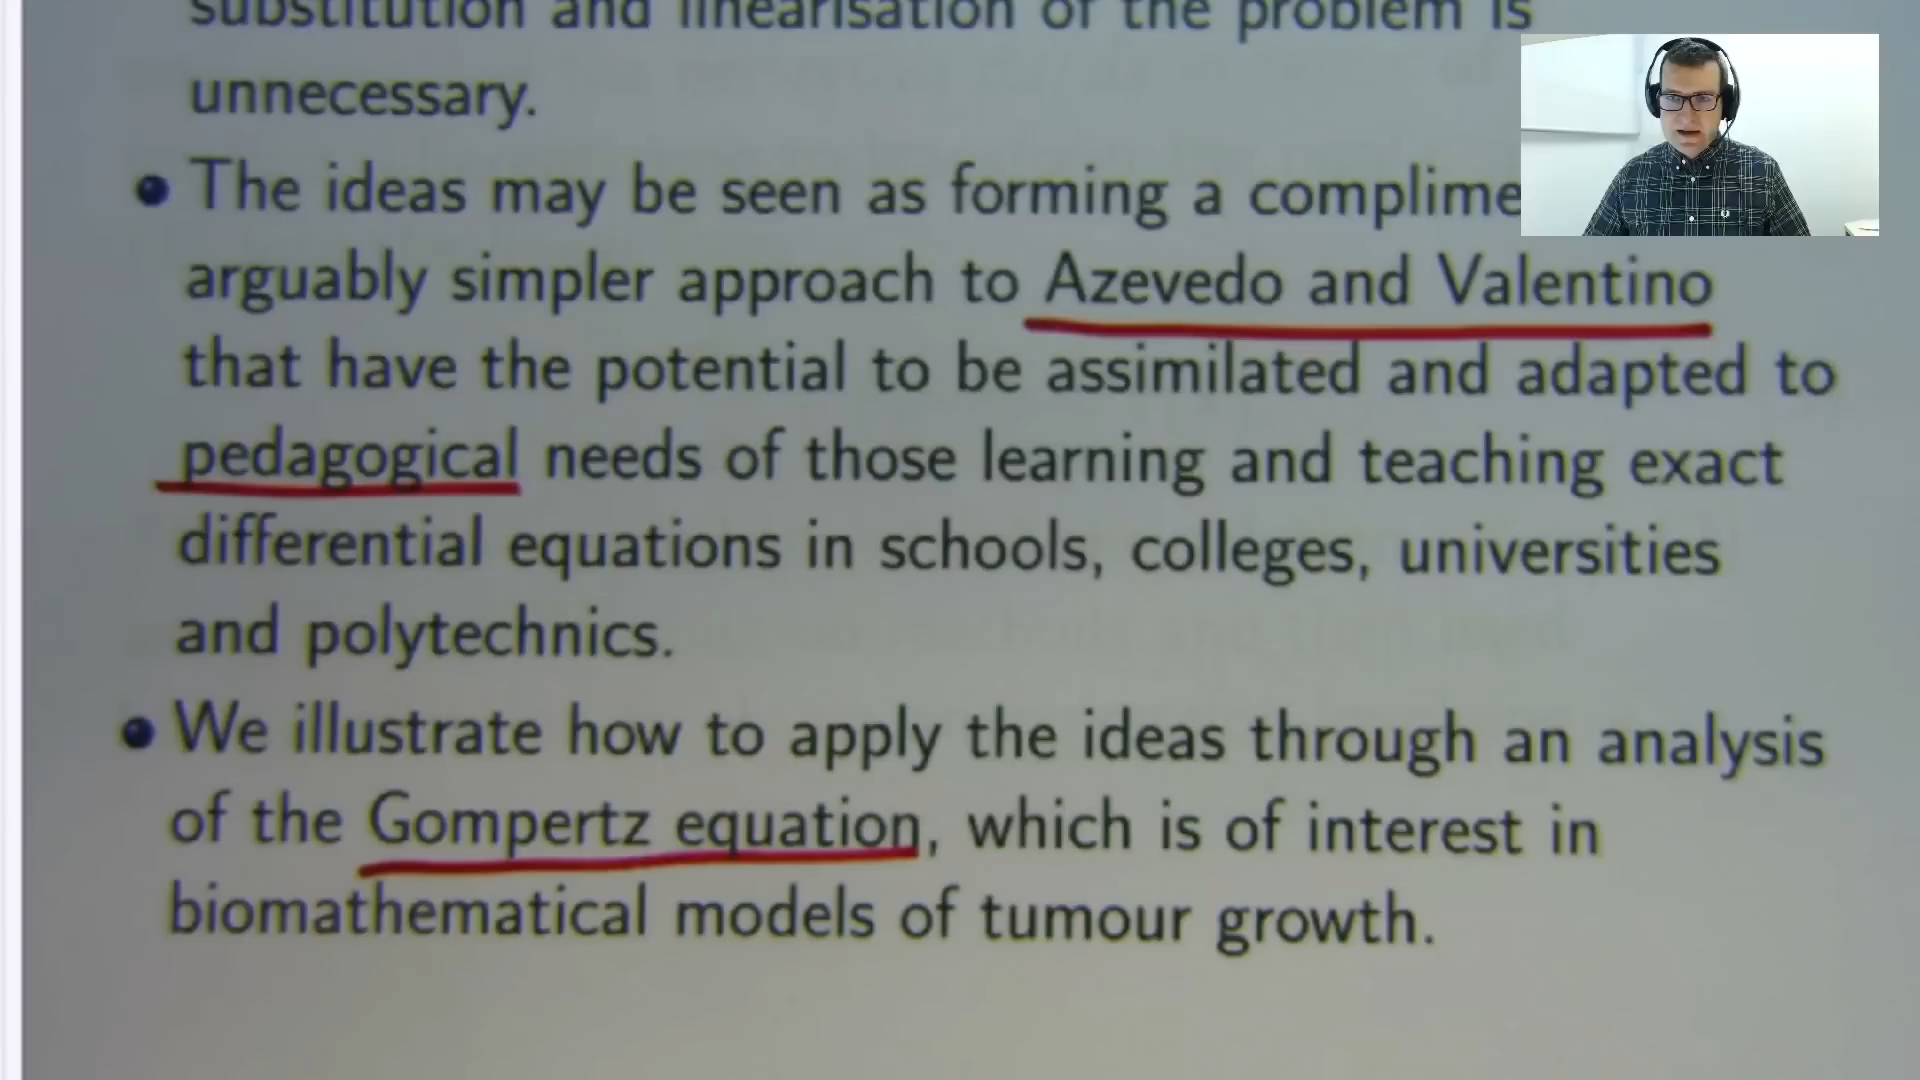 substitution and linearisation of the problem is
unnecessary.
The ideas may be seen as forming a
arguably simpler approach to Azevedo and Valentino
that have the potential to be assimilated and adapted to
pedagogical needs of those learning and teaching exact
differential equations in schools, colleges, universities
and polytechnics.
We illustrate how to apply the ideas through an analysis
of the Gompertz equation, which is of interest in
biomathematical models of tumour growth.